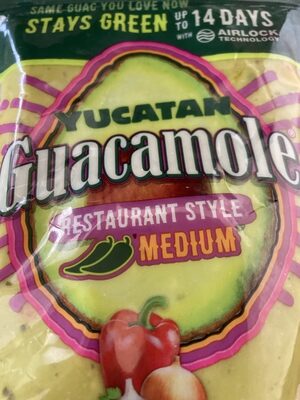 SAME GUAC YOU LOVE NOW
STAYS GREEN UP TO 14 DAYS
WITH AIRLOCK TECHNOLOGY
YUCATAN
Guacamole
RESTAURANT STYLE
MEDIUM